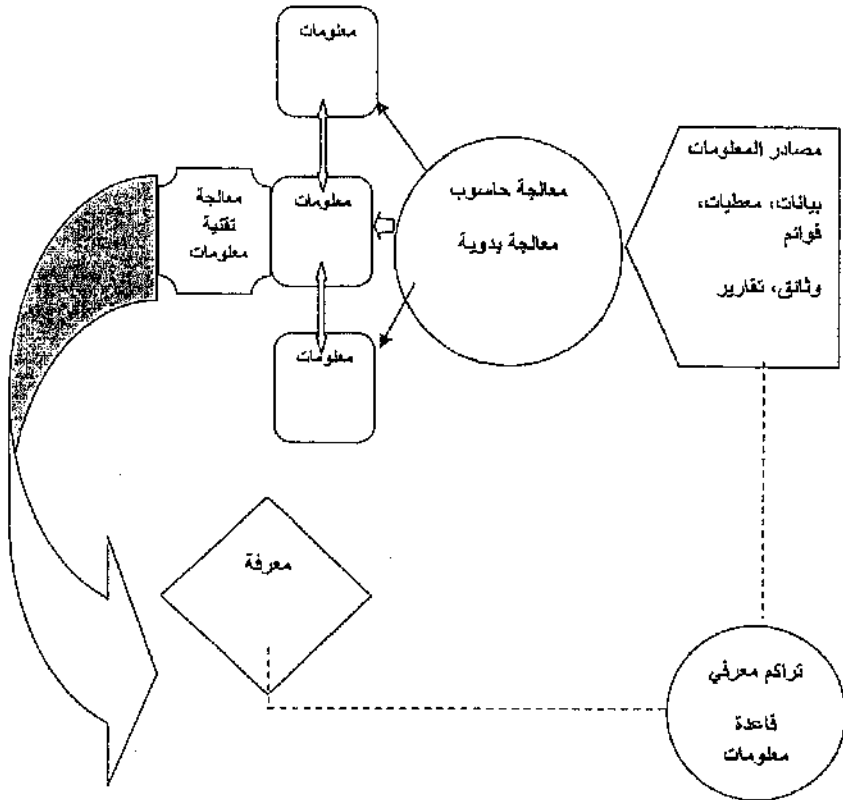 مصادر المعلومات
بيانات، معطيات،
قوائم
وثائق، تقارير
معالجة حاسوب
معالجة يدوية
معلومات
معلومات
معلومات
معالجة
تقنية
معلومات
معرفة
تراكم معرفي
قاعدة
معلومات